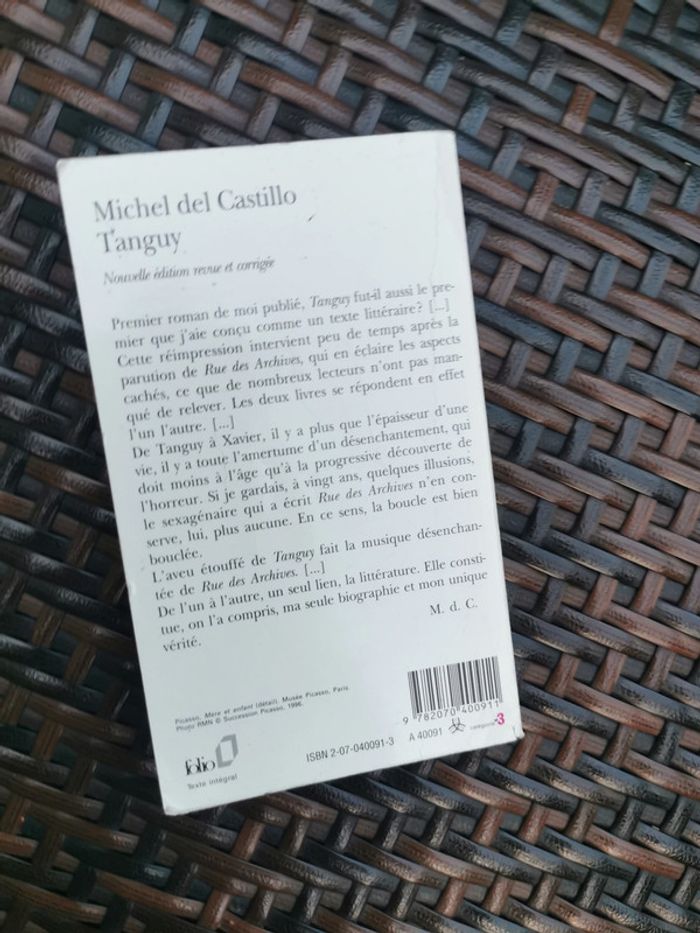 Michel del Castillo
Tanguy
Nouvelle édition revue et corrigée
Premier roman de moi publié, Tanguy fut-il aussi le pre-
mier que j'aie conçu comme un texte littéraire? [...]
Cette réimpression intervient peu de temps après la
parution de Rue des Archives, qui en éclaire les aspects
cachés, ce que de nombreux lecteurs n'ont pas man-
qué de relever. Les deux livres se répondent en effet
l'un l'autre. [...]
De Tanguy à Xavier, il y a plus que l'épaisseur d'une
vie, il y a toute l'amertume d'un désenchantement, qui
doit moins à l'âge qu'à la progressive découverte de
l'horreur. Si je gardais, à vingt ans, quelques illusions,
le sexagénaire qui a écrit Rue des Archives n'en con-
serve, lui, plus aucune. En ce sens, la boucle est bien
bouclée.
L'aveu étouffé de Tanguy fait la musique désenchan-
tée de Rue des Archives. [...]
De l'un à l'autre, un seul lien, la littérature. Elle consti-
tue, on l'a compris, ma seule biographie et mon unique
vérité.
M. d. C.
Picasso, Mère et enfant (détail). Musée Picasso, Paris.
Photo RMN © Succession Picasso, 1996.
9 782070 400911
folio
Texte intégral
ISBN 2-07-040091-3
A 40091
catégorie 3